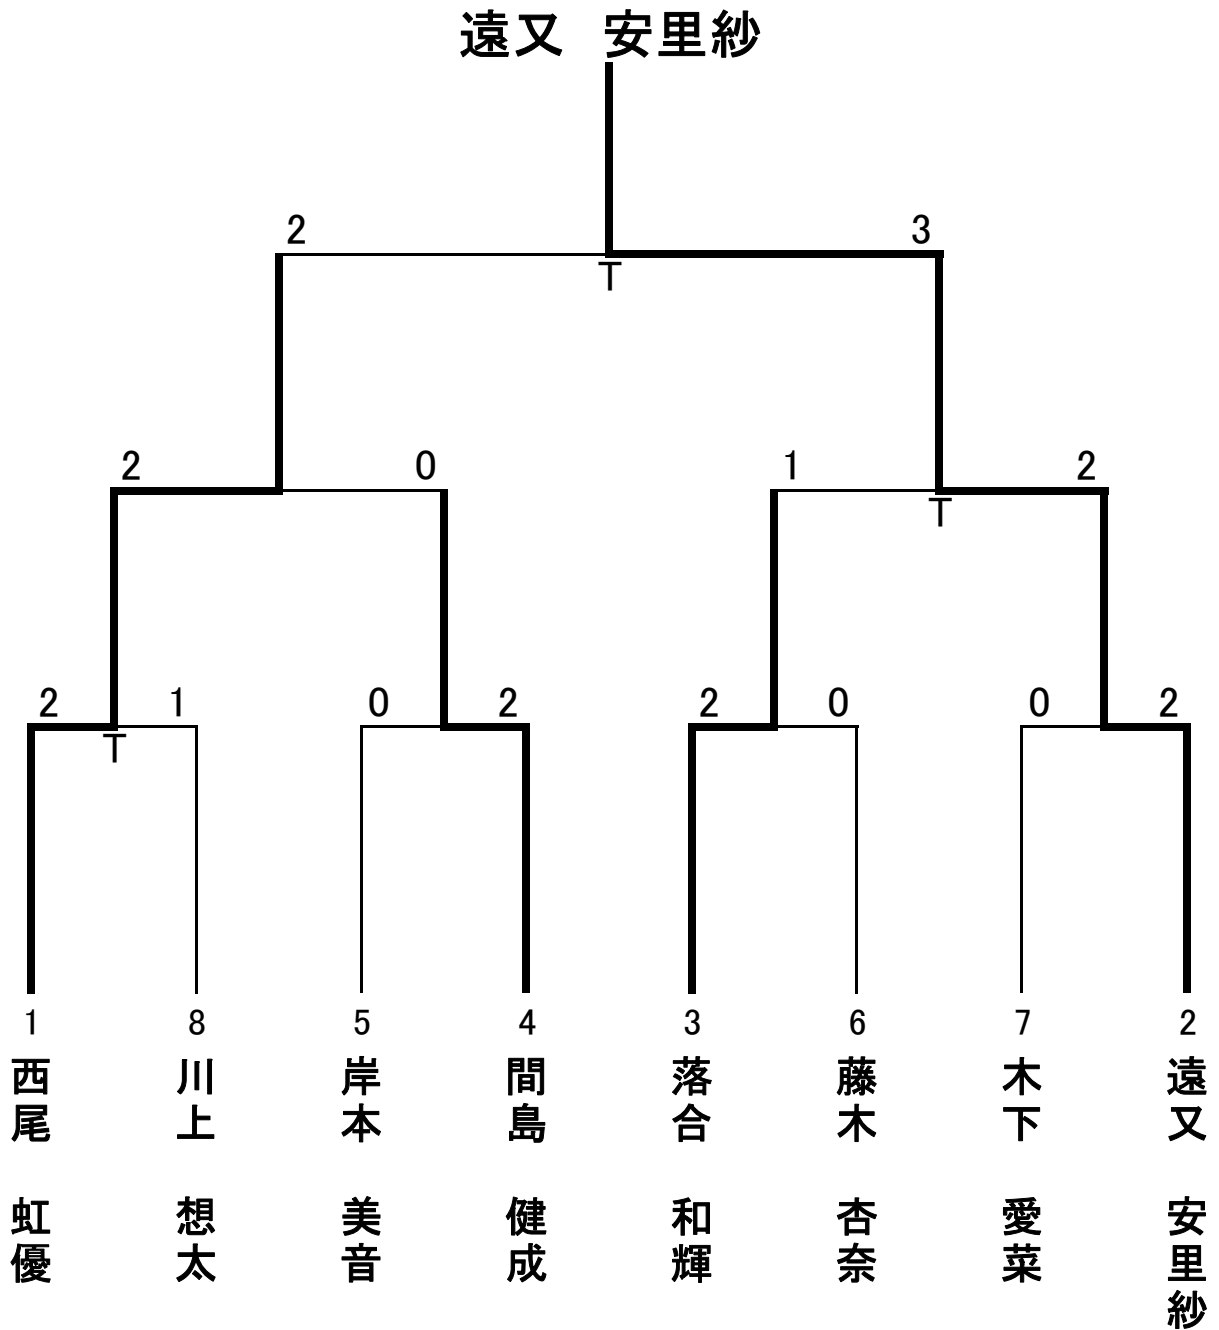 遠又　安里紗
2 3
T
2 0 1 2
T
2 1 0 2 2 0 0 2
T
1 8 5 4 3 6 7 2
西尾　虹優
川上　想太
岸本　美音
間島　健成
落合　和輝
藤木　杏奈
木下　愛菜
遠又　安里紗